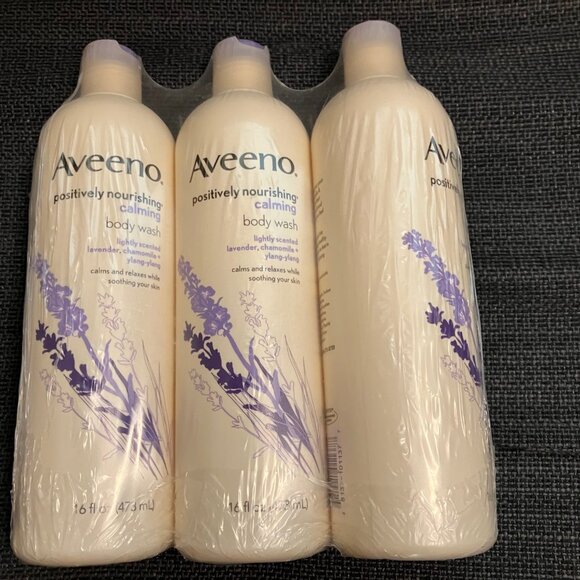 Aveeno®
positively nourishing®
calming
body wash
lightly scented
lavender, chamomile +
ylang-ylang
calms and relaxes while
soothing your skin
16 fl oz (473 mL)
Aveeno®
positively nourishing®
calming
body wash
lightly scented
lavender, chamomile +
ylang-ylang
calms and relaxes while
soothing your skin
16 fl oz (473 mL)